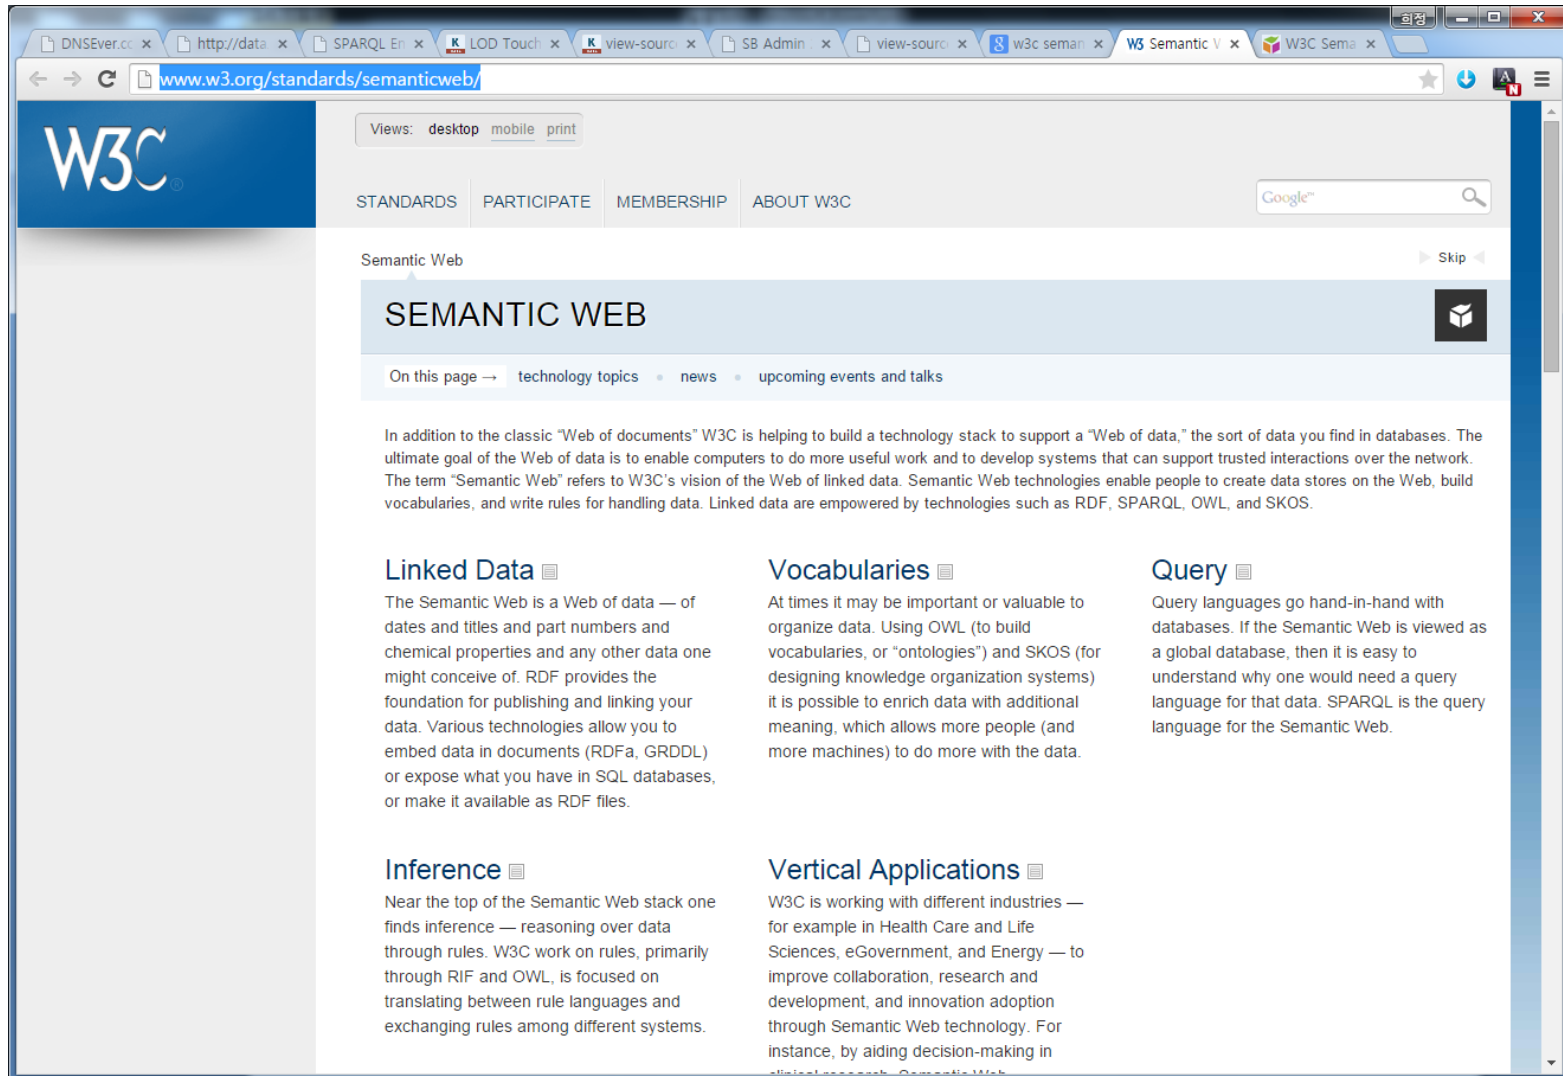 희정
DNSEver.cc
http://data
SPARQL En
LOD Touch
view-sourc
SB Admin
view-sourc
w3c seman
Semantic W
W3C Sema
www.w3.org/standards/semanticweb/
W3C®
Views: desktop mobile print
STANDARDS PARTICIPATE MEMBERSHIP ABOUT W3C
Google™
Semantic Web
Skip
SEMANTIC WEB
On this page → technology topics • news • upcoming events and talks
In addition to the classic “Web of documents” W3C is helping to build a technology stack to support a “Web of data,” the sort of data you find in databases. The
ultimate goal of the Web of data is to enable computers to do more useful work and to develop systems that can support trusted interactions over the network.
The term “Semantic Web” refers to W3C’s vision of the Web of linked data. Semantic Web technologies enable people to create data stores on the Web, build
vocabularies, and write rules for handling data. Linked data are empowered by technologies such as RDF, SPARQL, OWL, and SKOS.
Linked Data
The Semantic Web is a Web of data — of
dates and titles and part numbers and
chemical properties and any other data one
might conceive of. RDF provides the
foundation for publishing and linking your
data. Various technologies allow you to
embed data in documents (RDFa, GRDDL)
or expose what you have in SQL databases,
or make it available as RDF files.
Vocabularies
At times it may be important or valuable to
organize data. Using OWL (to build
vocabularies, or “ontologies”) and SKOS (for
designing knowledge organization systems)
it is possible to enrich data with additional
meaning, which allows more people (and
more machines) to do more with the data.
Query
Query languages go hand-in-hand with
databases. If the Semantic Web is viewed as
a global database, then it is easy to
understand why one would need a query
language for that data. SPARQL is the query
language for the Semantic Web.
Inference
Near the top of the Semantic Web stack one
finds inference — reasoning over data
through rules. W3C work on rules, primarily
through RIF and OWL, is focused on
translating between rule languages and
exchanging rules among different systems.
Vertical Applications
W3C is working with different industries —
for example in Health Care and Life
Sciences, eGovernment, and Energy — to
improve collaboration, research and
development, and innovation adoption
through Semantic Web technology. For
instance, by aiding decision-making in
clinical research, Semantic Web